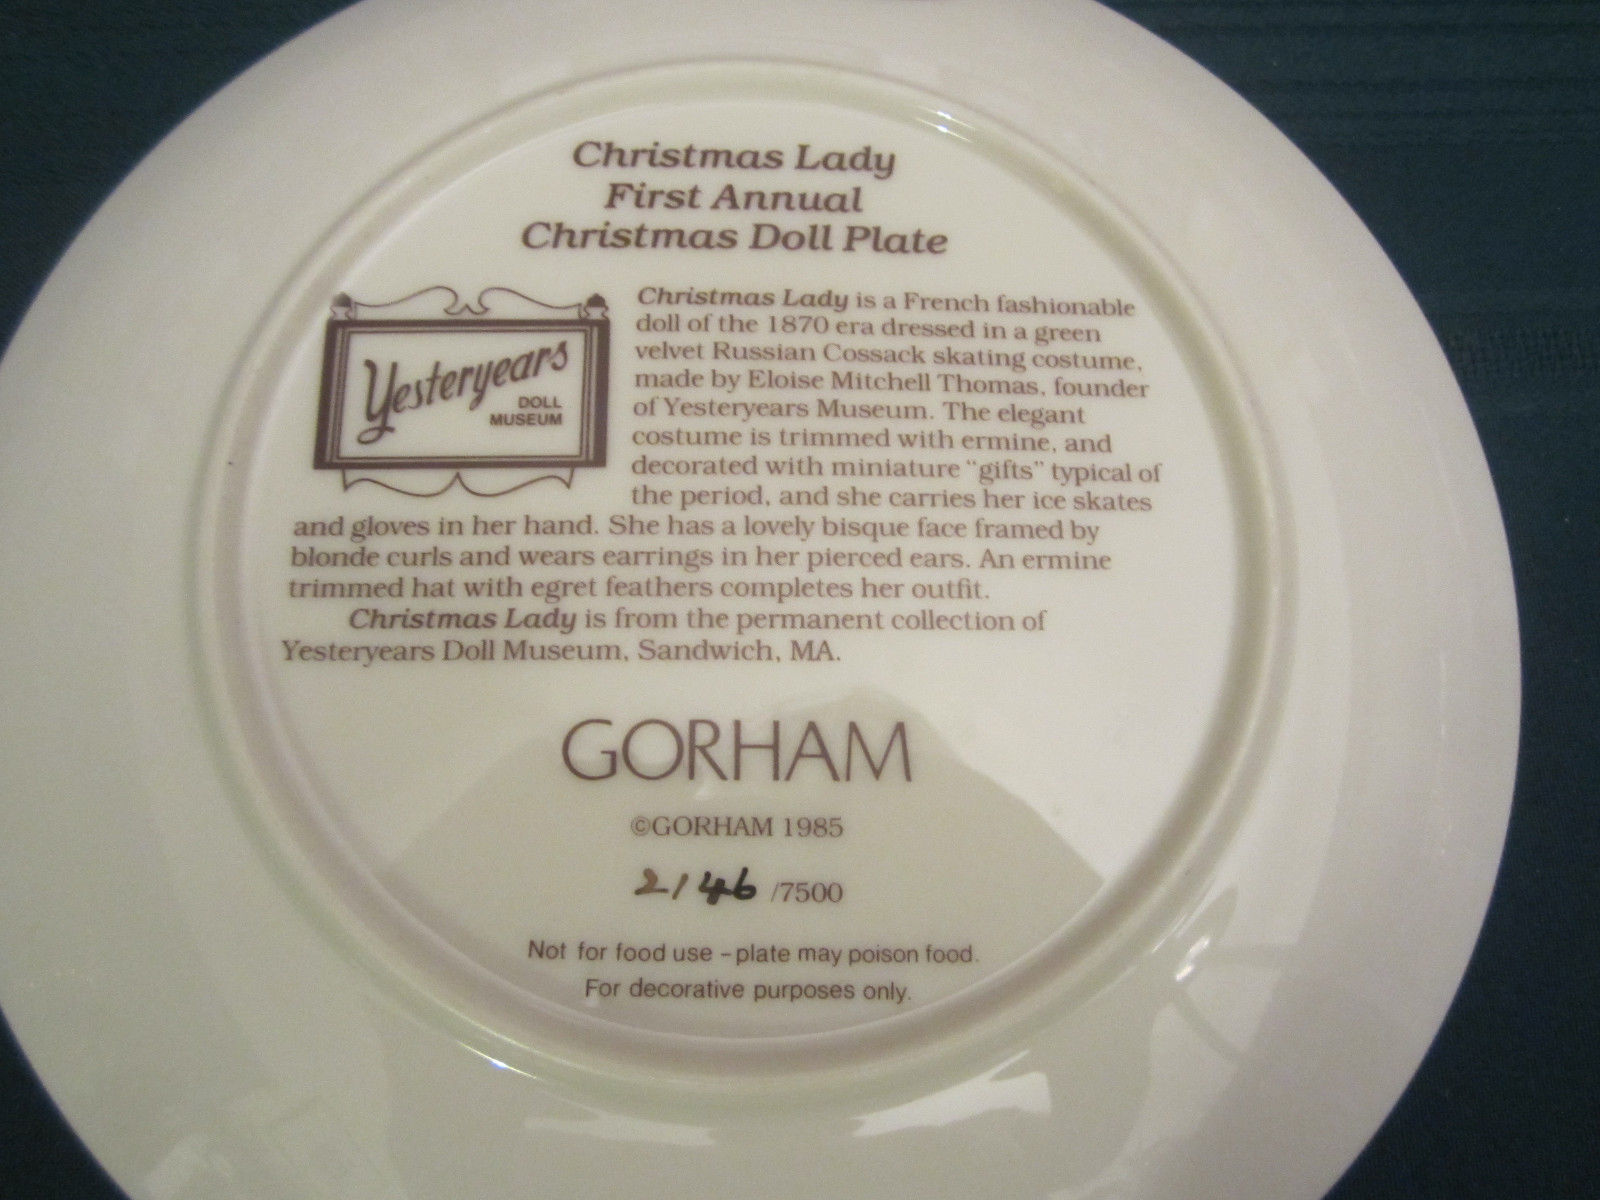 Christmas Lady
First Annual
Christmas Doll Plate
Yesteryears
DOLL
MUSEUM
Christmas Lady is a French fashionable
doll of the 1870 era dressed in a green
velvet Russian Cossack skating costume,
made by Eloise Mitchell Thomas, founder
of Yesteryears Museum. The elegant
costume is trimmed with ermine, and
decorated with miniature "gifts" typical of
the period, and she carries her ice skates
and gloves in her hand. She has a lovely bisque face framed by
blonde curls and wears earrings in her pierced ears. An ermine
trimmed hat with egret feathers completes her outfit.
Christmas Lady is from the permanent collection of
Yesteryears Doll Museum, Sandwich, MA.
GORHAM
©GORHAM 1985
2146 /7500
Not for food use - plate may poison food.
For decorative purposes only.